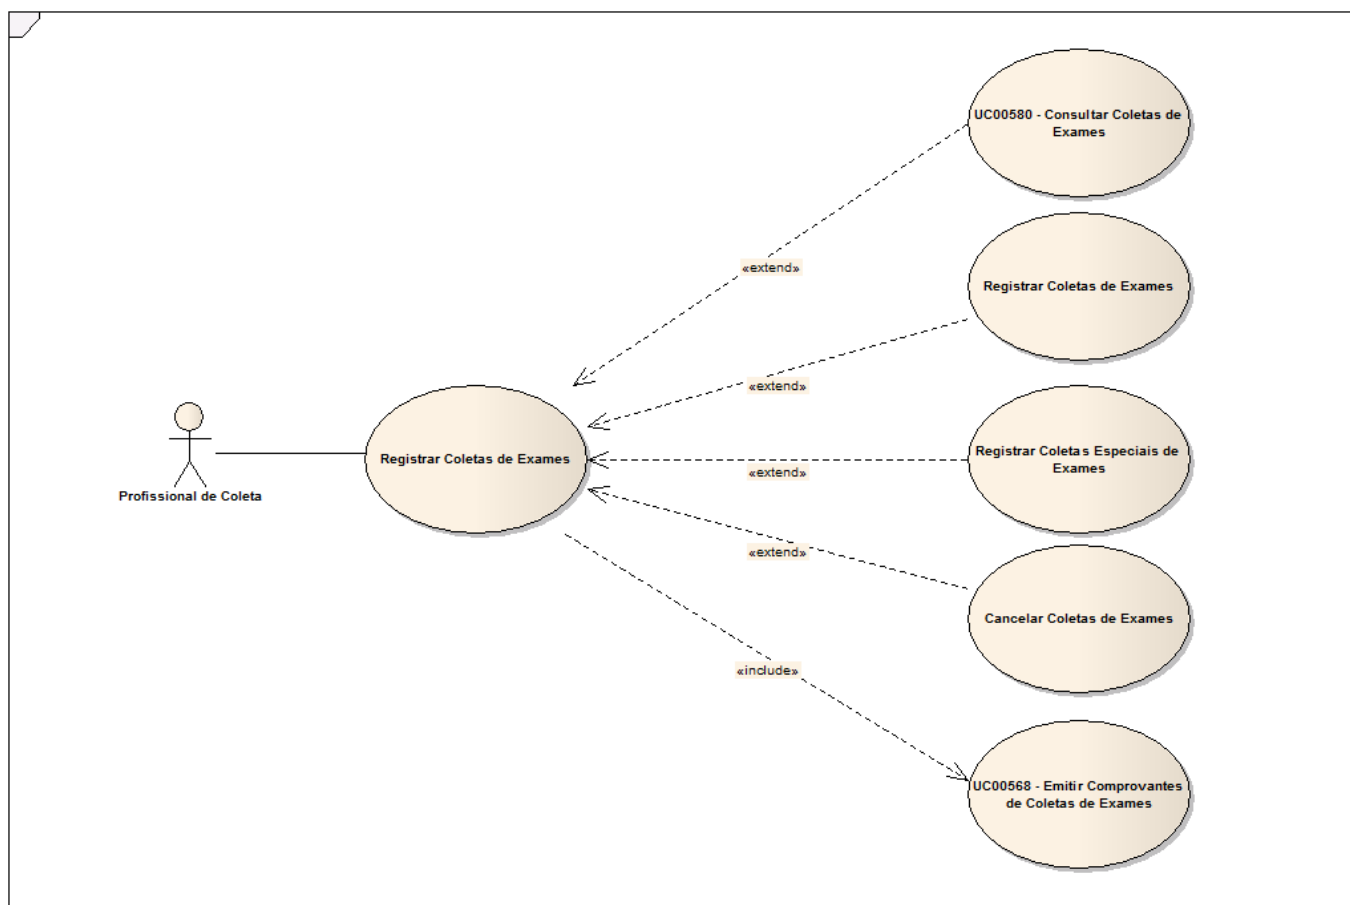 UC00580 - Consultar Coletas de
Exames
«extend»
Registrar Coletas de Exames
«extend»
Profissional de Coleta
Registrar Coletas de Exames
Registrar Coletas Especiais de
Exames
«extend»
«extend»
Cancelar Coletas de Exames
«include»
UC00568 - Emitir Comprovantes
de Coletas de Exames